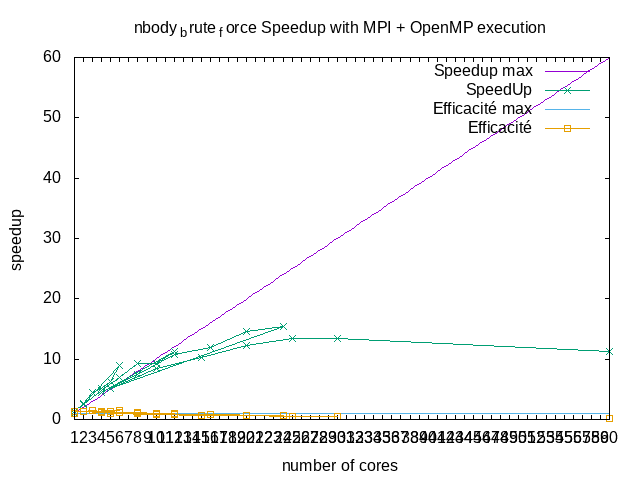 nbody_brute_force Speedup with MPI + OpenMP execution
60
50
40
30
20
10
0
speedup
Speedup max
SpeedUp
Efficacité max
Efficacité
number of cores